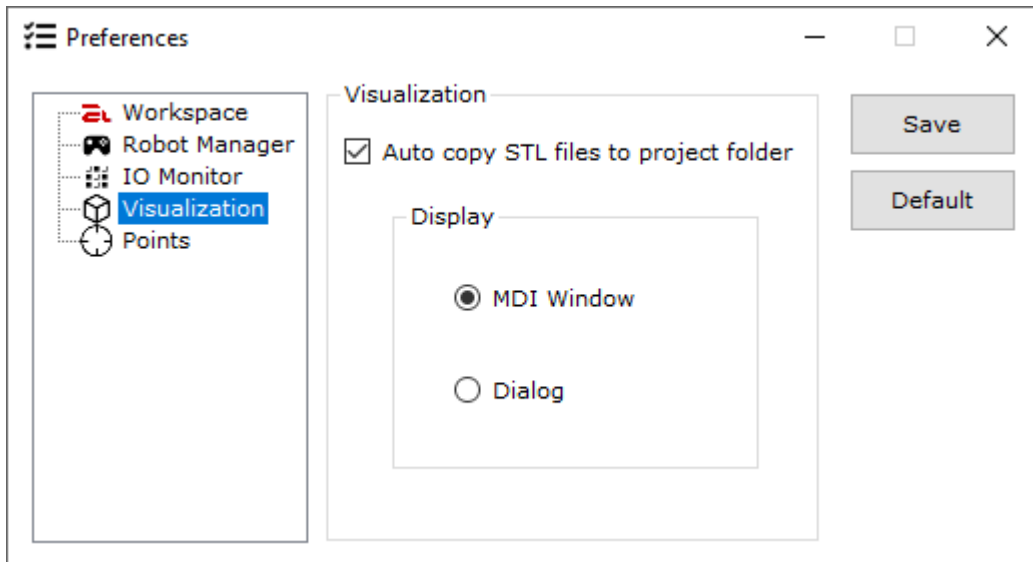 Preferences
Workspace
Robot Manager
IO Monitor
Visualization
Points
Visualization
Auto copy STL files to project folder
Display
MDI Window
Dialog
Save
Default